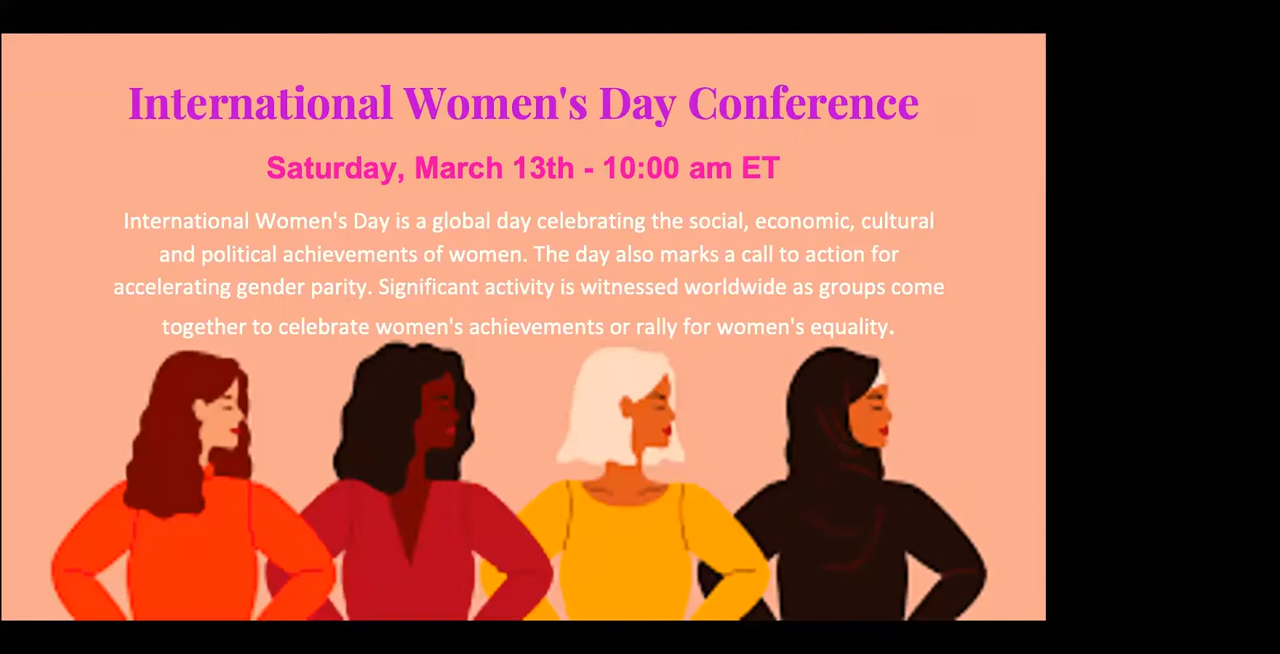 International Women's Day Conference
Saturday, March 13th - 10:00 am ET
International Women's Day is a global day celebrating the social, economic, cultural
and political achievements of women. The day also marks a call to action for
accelerating gender parity. Significant activity is witnessed worldwide as groups come
together to celebrate women's achievements or rally for women's equality.